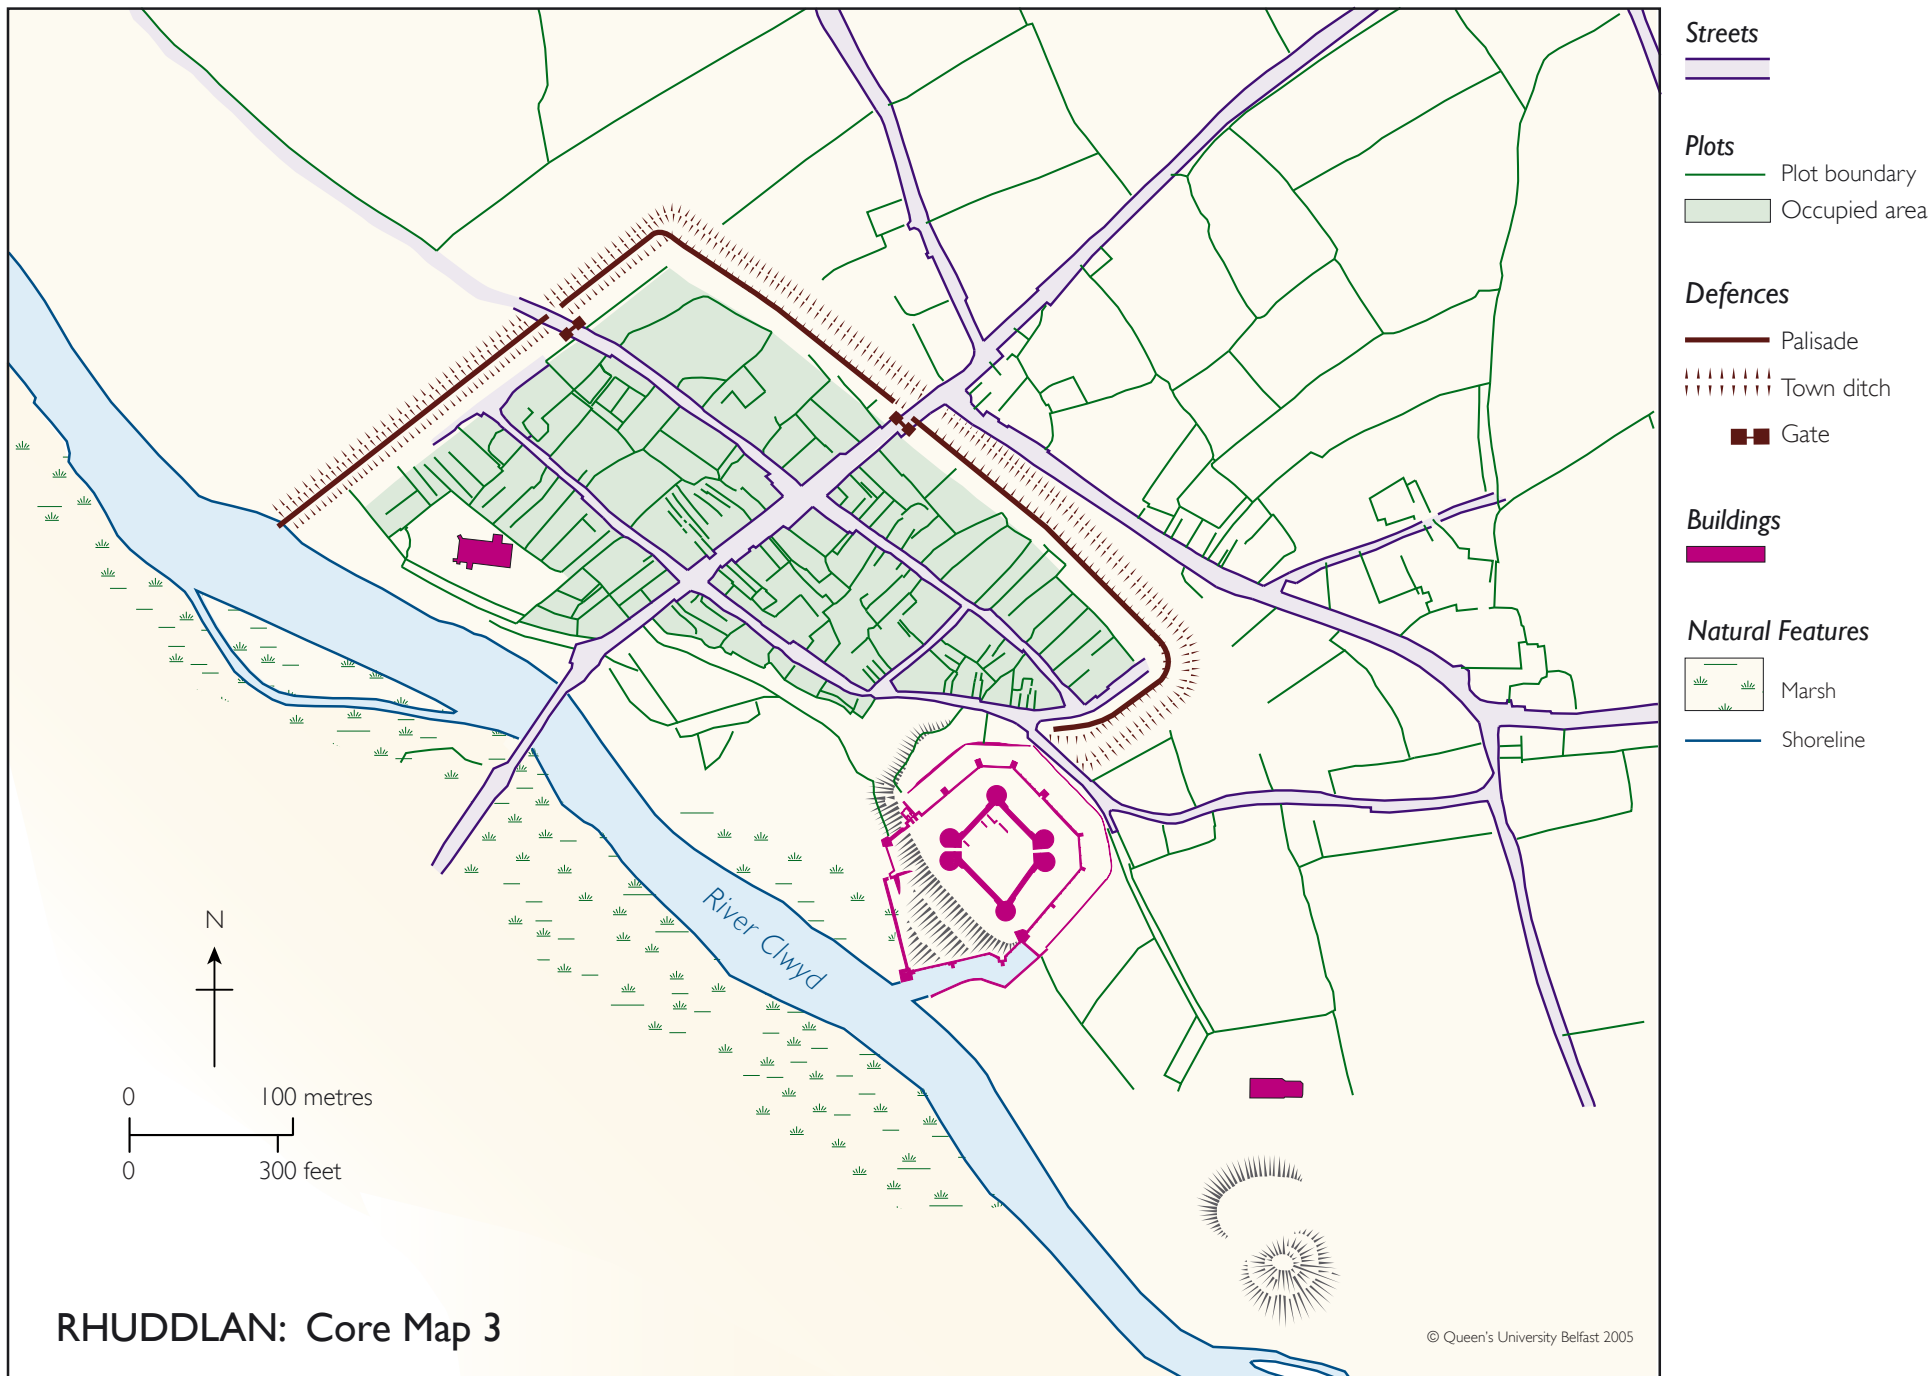 Streets
Plots
Plot boundary
Occupied area
Defences
Palisade
Town ditch
Gate
Buildings
Natural Features
Marsh
Shoreline
River Clwyd
N
0 100 metres
0 300 feet
RHUDDLAN: Core Map 3
© Queen's University Belfast 2005